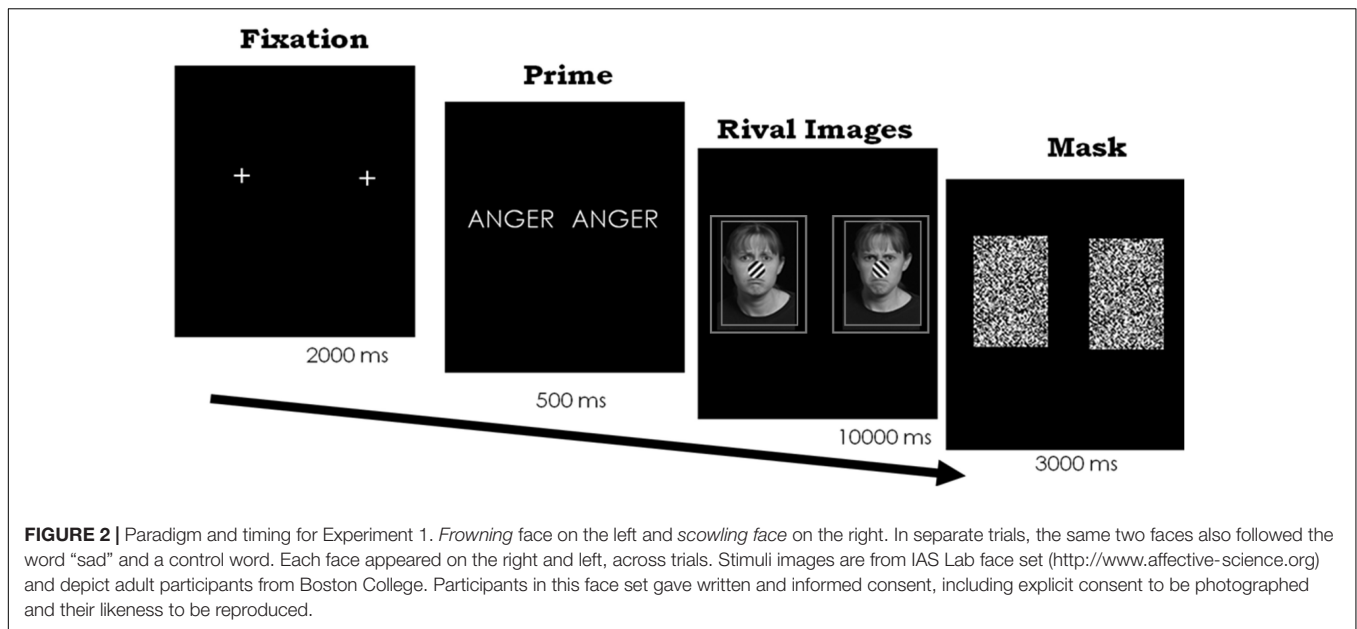 Fixation
Prime
Rival Images
Mask
ANGER ANGER
2000 ms
500 ms
10000 ms
3000 ms
FIGURE 2 | Paradigm and timing for Experiment 1. Frowning face on the left and scowling face on the right. In separate trials, the same two faces also followed the
word “sad” and a control word. Each face appeared on the right and left, across trials. Stimuli images are from IAS Lab face set (http://www.affective-science.org)
and depict adult participants from Boston College. Participants in this face set gave written and informed consent, including explicit consent to be photographed
and their likeness to be reproduced.